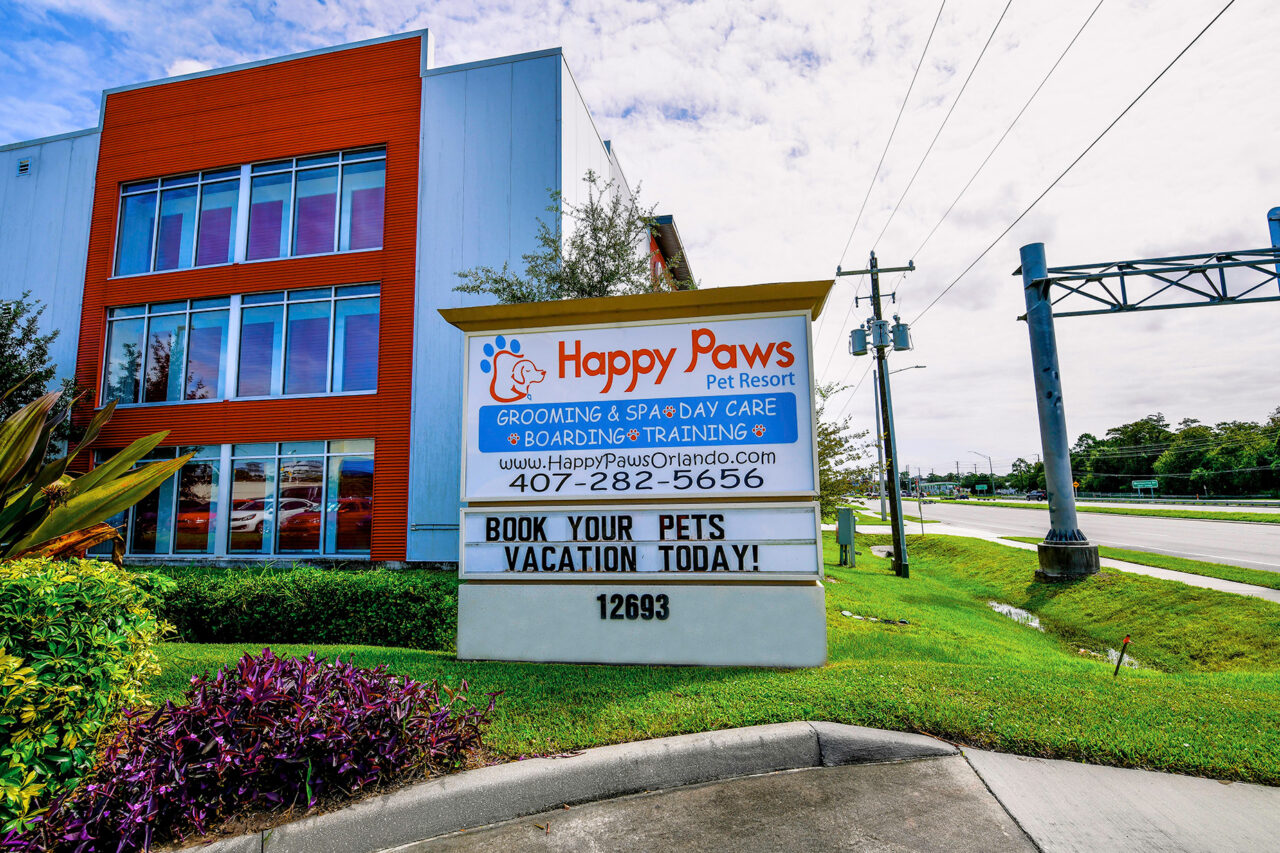 Happy Paws
Pet Resort
GROOMING & SPA DAY CARE
BOARDING TRAINING
www.HappyPawsOrlando.com
407-282-5656
BOOK YOUR PETS
VACATION TODAY!
12693